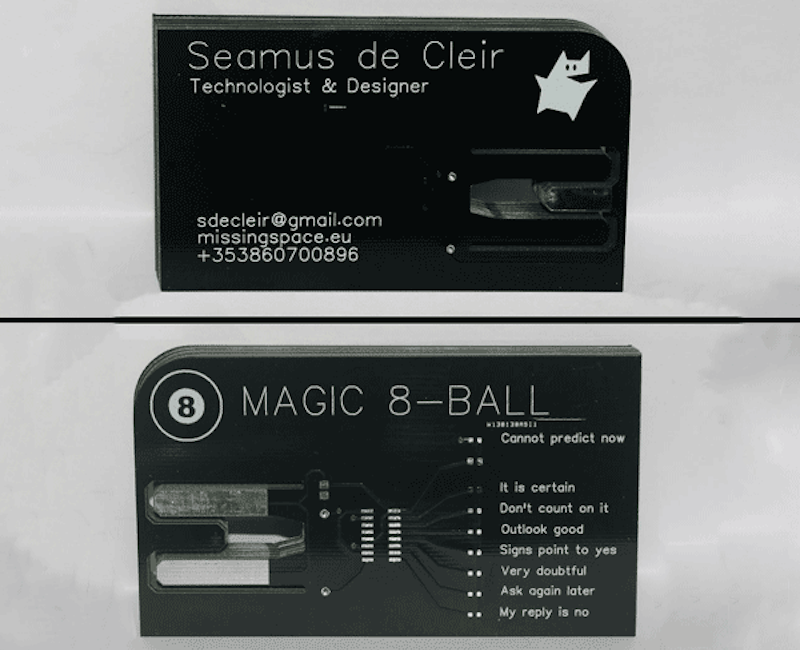 Seamus de Cleir
Technologist & Designer
sdecleir@gmail.com
missingspace.eu
+353860700896
8 MAGIC 8-BALL
Cannot predict now
It is certain
Don't count on it
Outlook good
Signs point to yes
Very doubtful
Ask again later
My reply is no